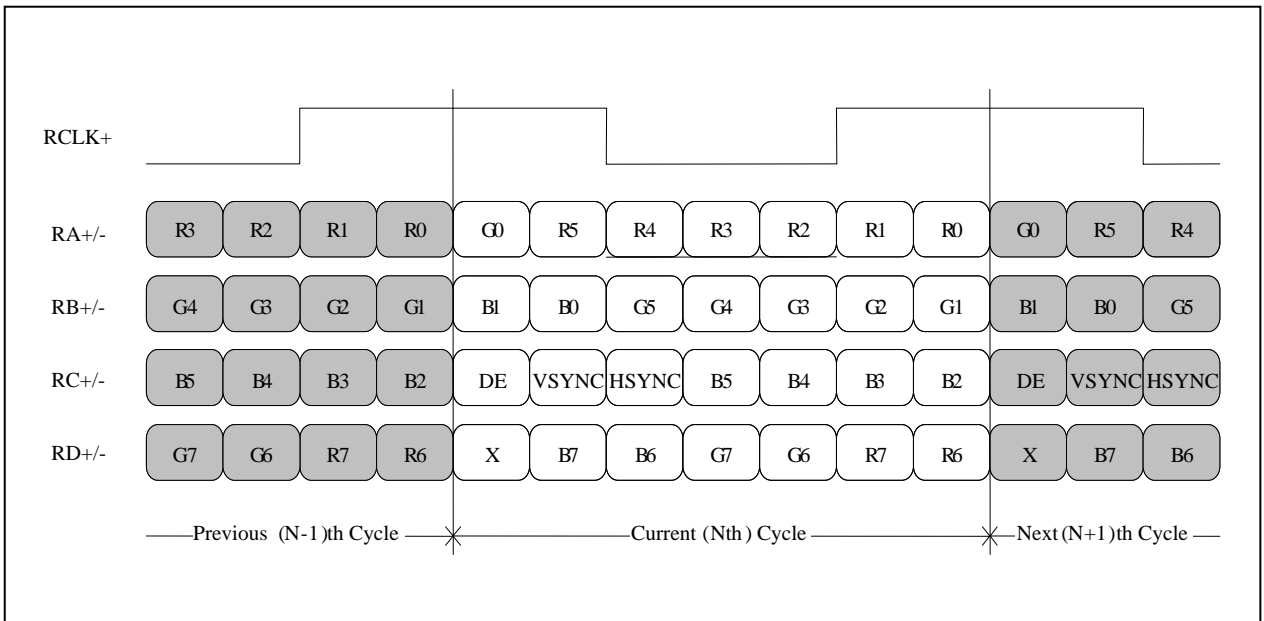 RCLK+
RA+/- R3 R2 R1 R0 G0 R5 R4 R3 R2 R1 R0 G0 R5 R4
RB+/- G4 G3 G2 G1 B1 B0 G5 G4 G3 G2 G1 B1 B0 G5
RC+/- B5 B4 B3 B2 DE VSYNC HSYNC B5 B4 B3 B2 DE VSYNC HSYNC
RD+/- G7 G6 R7 R6 X B7 B6 G7 G6 R7 R6 X B7 B6
Previous (N-1)th Cycle Current (Nth) Cycle Next (N+1)th Cycle